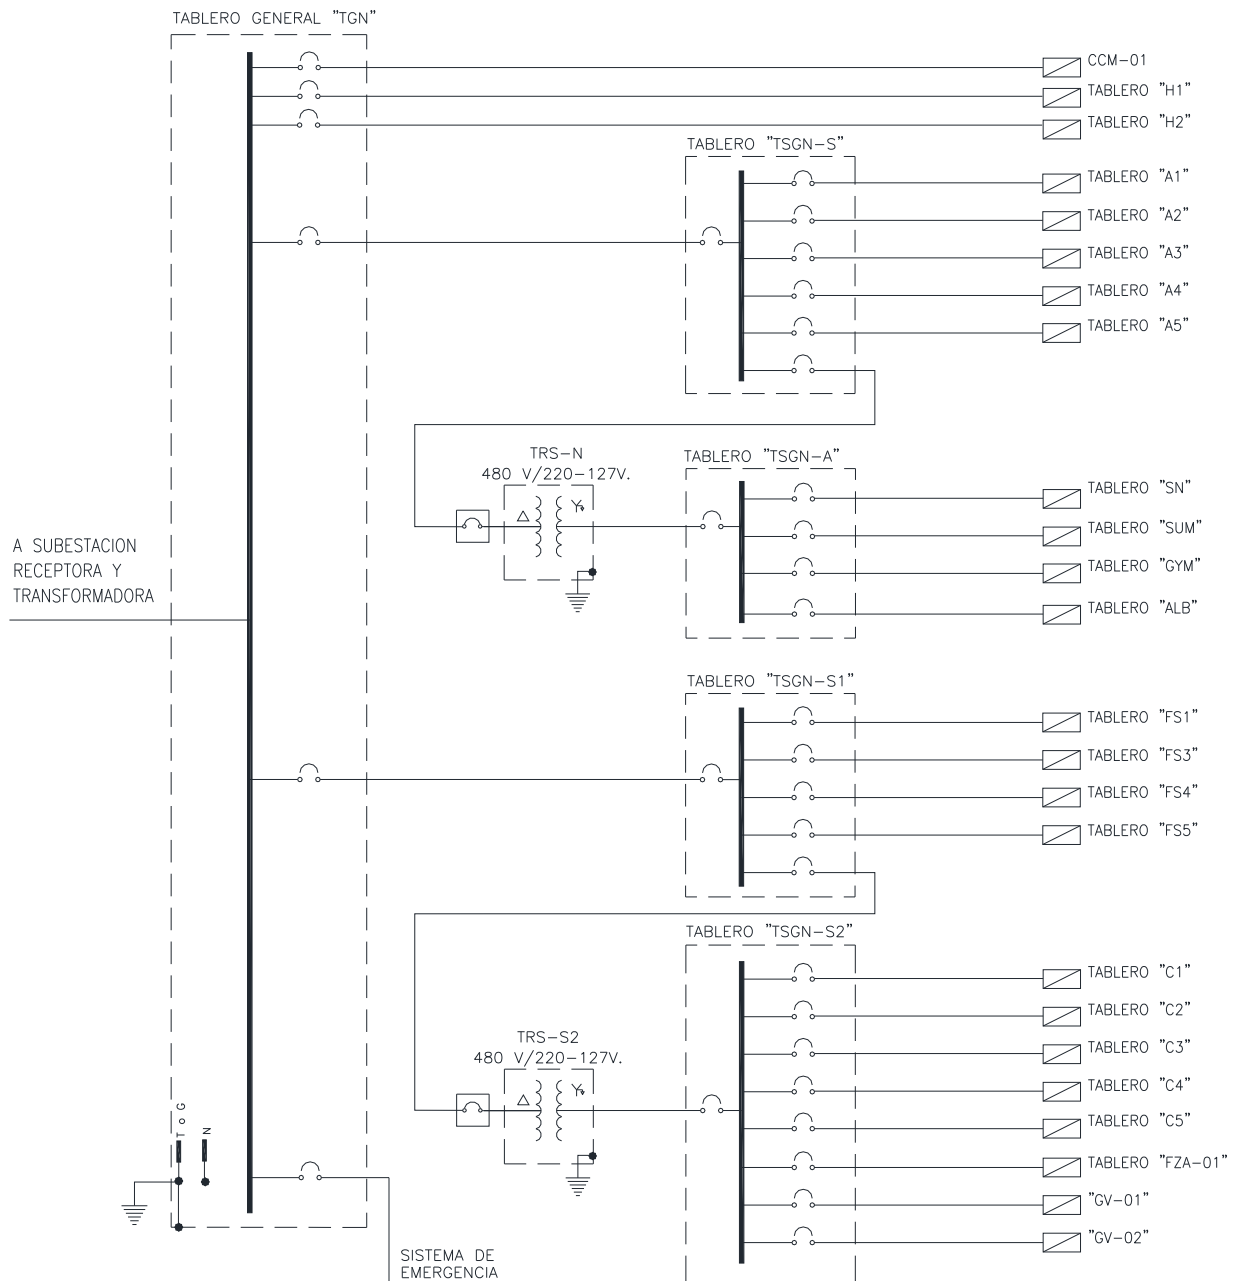 TABLERO GENERAL "TGN"
CCM-01
TABLERO "H1"
TABLERO "H2"
TABLERO "TSGN-S"
TABLERO "A1"
TABLERO "A2"
TABLERO "A3"
TABLERO "A4"
TABLERO "A5"
TRS-N
480 V/220-127V.
TABLERO "TSGN-A"
TABLERO "SN"
TABLERO "SUM"
TABLERO "GYM"
TABLERO "ALB"
A SUBESTACION
RECEPTORA Y
TRANSFORMADORA
TABLERO "TSGN-S1"
TABLERO "FS1"
TABLERO "FS3"
TABLERO "FS4"
TABLERO "FS5"
TABLERO "TSGN-S2"
TRS-S2
480 V/220-127V.
TABLERO "C1"
TABLERO "C2"
TABLERO "C3"
TABLERO "C4"
TABLERO "C5"
TABLERO "FZA-01"
"GV-01"
"GV-02"
T o G
N
SISTEMA DE
EMERGENCIA